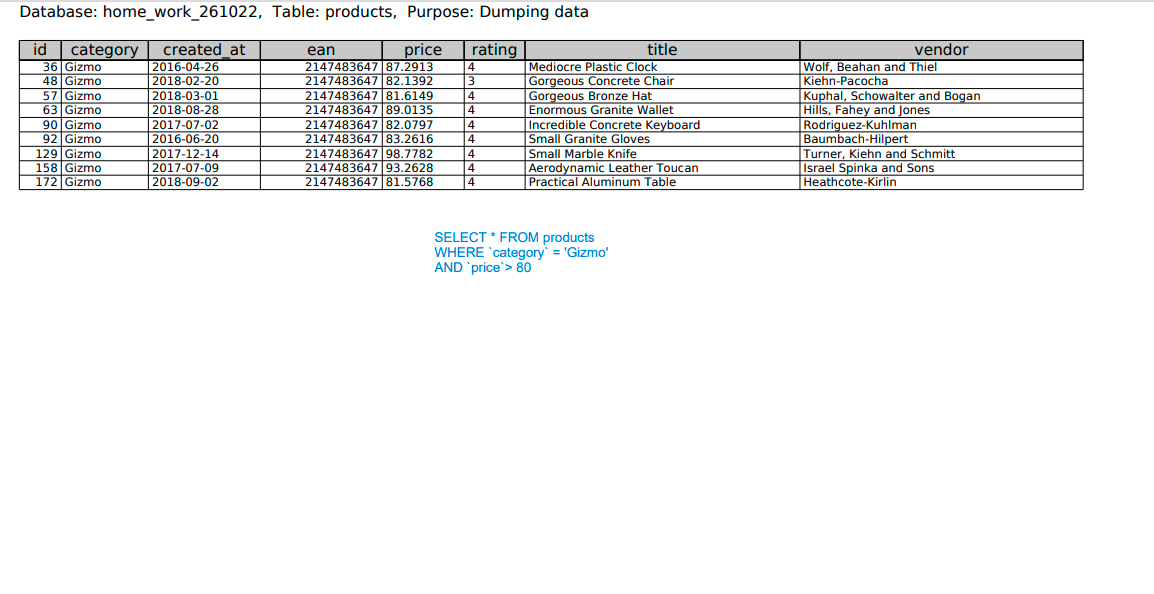 Database: home_work_261022, Table: products, Purpose: Dumping data
id category created_at ean price rating title vendor
36 Gizmo 2016-04-26 2147483647 87.2913 4 Mediocre Plastic Clock Wolf, Beahan and Thiel
48 Gizmo 2018-02-20 2147483647 82.1392 3 Gorgeous Concrete Chair Kiehn-Pacocha
57 Gizmo 2018-03-01 2147483647 81.6149 4 Gorgeous Bronze Hat Kuphal, Schowalter and Bogan
63 Gizmo 2018-08-28 2147483647 89.0135 4 Enormous Granite Wallet Hills, Fahey and Jones
90 Gizmo 2017-07-02 2147483647 82.0797 4 Incredible Concrete Keyboard Rodriguez-Kuhlman
92 Gizmo 2016-06-20 2147483647 83.2616 4 Small Granite Gloves Baumbach-Hilpert
129 Gizmo 2017-12-14 2147483647 98.7782 4 Small Marble Knife Turner, Kiehn and Schmitt
158 Gizmo 2017-07-09 2147483647 93.2628 4 Aerodynamic Leather Toucan Israel Spinka and Sons
172 Gizmo 2018-09-02 2147483647 81.5768 4 Practical Aluminum Table Heathcote-Kirlin
SELECT * FROM products
WHERE `category` = 'Gizmo'
AND `price`> 80